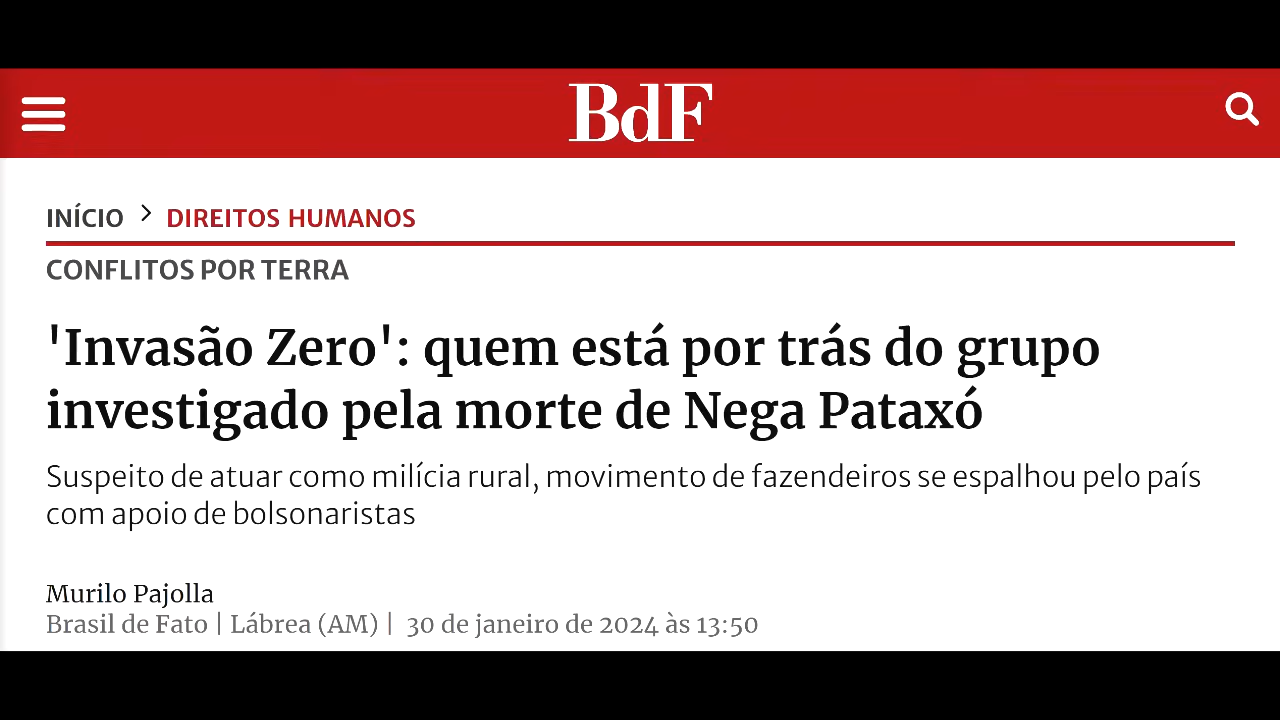 BdF
INÍCIO > DIREITOS HUMANOS
CONFLITOS POR TERRA
'Invasão Zero': quem está por trás do grupo
investigado pela morte de Nega Pataxó
Suspeito de atuar como milícia rural, movimento de fazendeiros se espalhou pelo país
com apoio de bolsonaristas
Murilo Pajolla
Brasil de Fato | Lábrea (AM) | 30 de janeiro de 2024 às 13:50